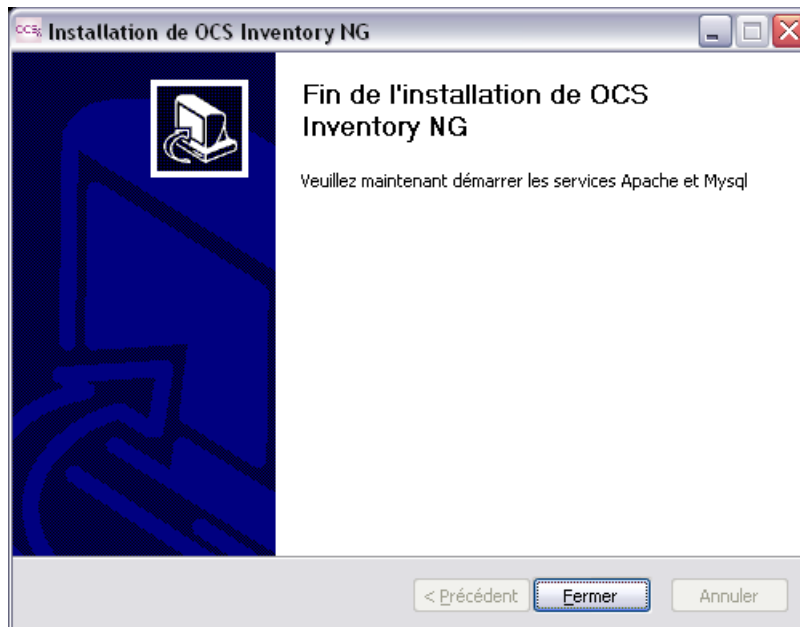 Installation de OCS Inventory NG
Fin de l'installation de OCS
Inventory NG
Veuillez maintenant démarrer les services Apache et Mysql
< Précédent
Fermer
Annuler